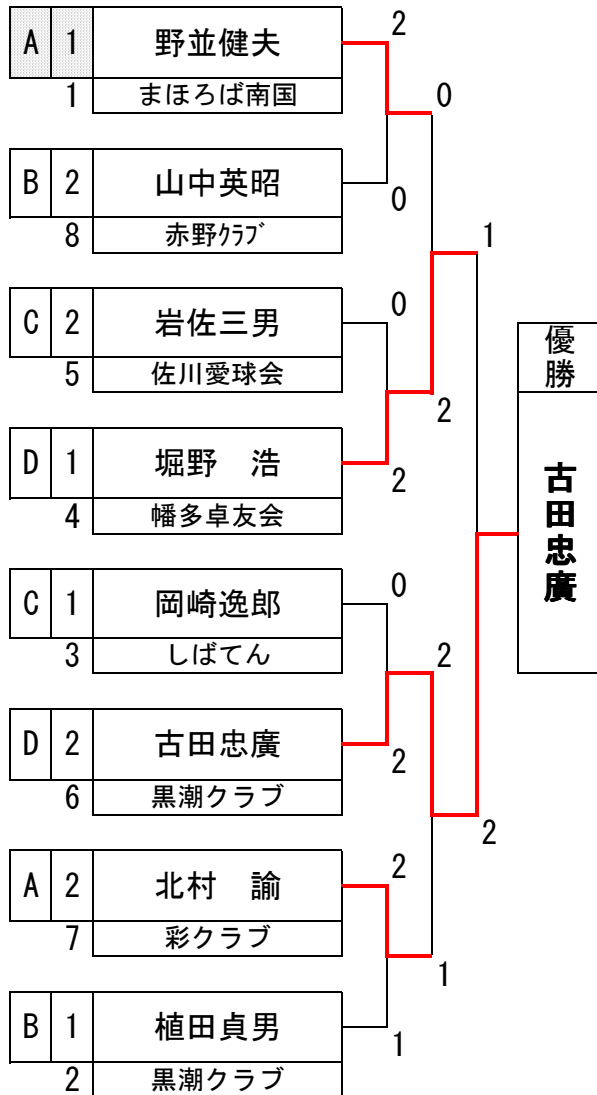 2
A 1 野並健夫
0
1 まほろば南国
B 2 山中英昭
0
8 赤野ｸﾗﾌﾞ
1
0
C 2 岩佐三男
優勝
5 佐川愛球会
2
D 1 堀野 浩
2
4 幡多卓友会
古田忠廣
0
C 1 岡崎逸郎
2
3 しばてん
D 2 古田忠廣
2
6 黒潮クラブ
2
2
A 2 北村 諭
7 彩クラブ
1
B 1 植田貞男
1
2 黒潮クラブ